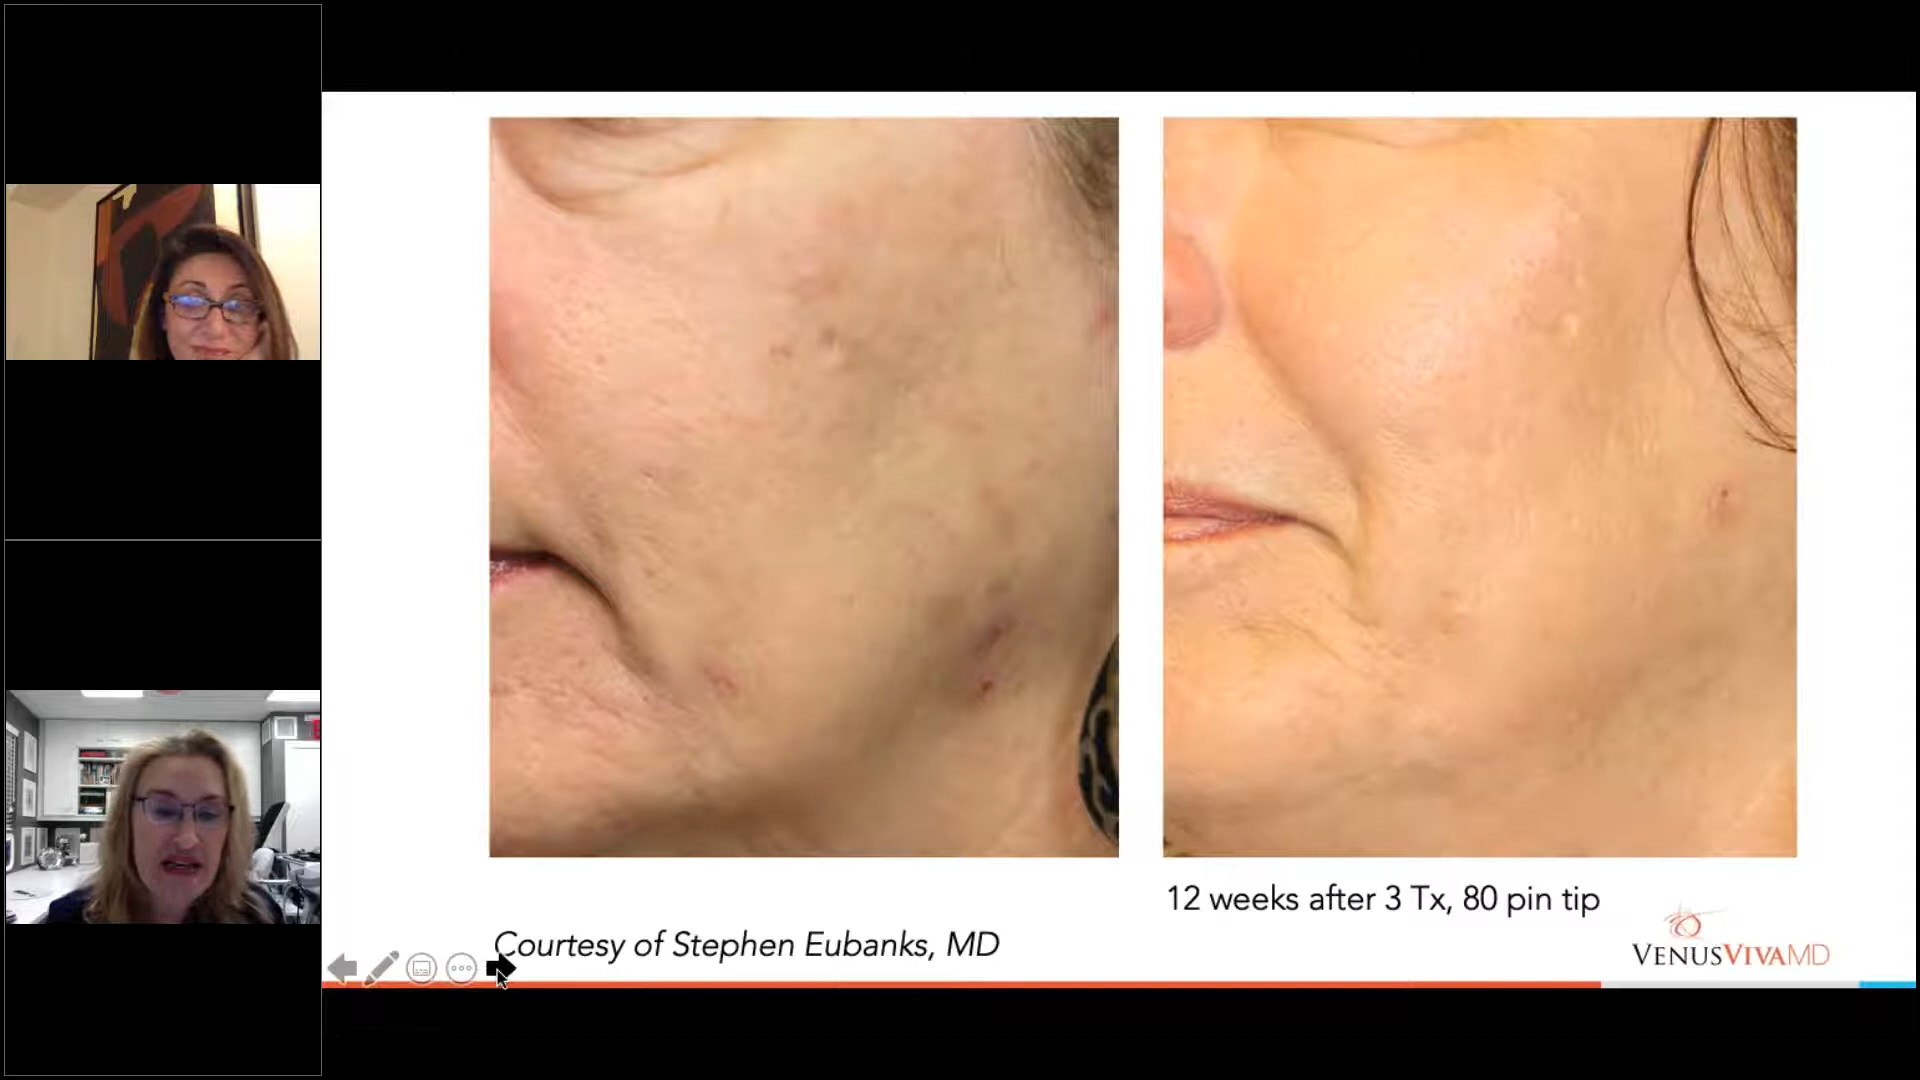 12 weeks after 3 Tx, 80 pin tip
Courtesy of Stephen Eubanks, MD
VENUSVIVAMD